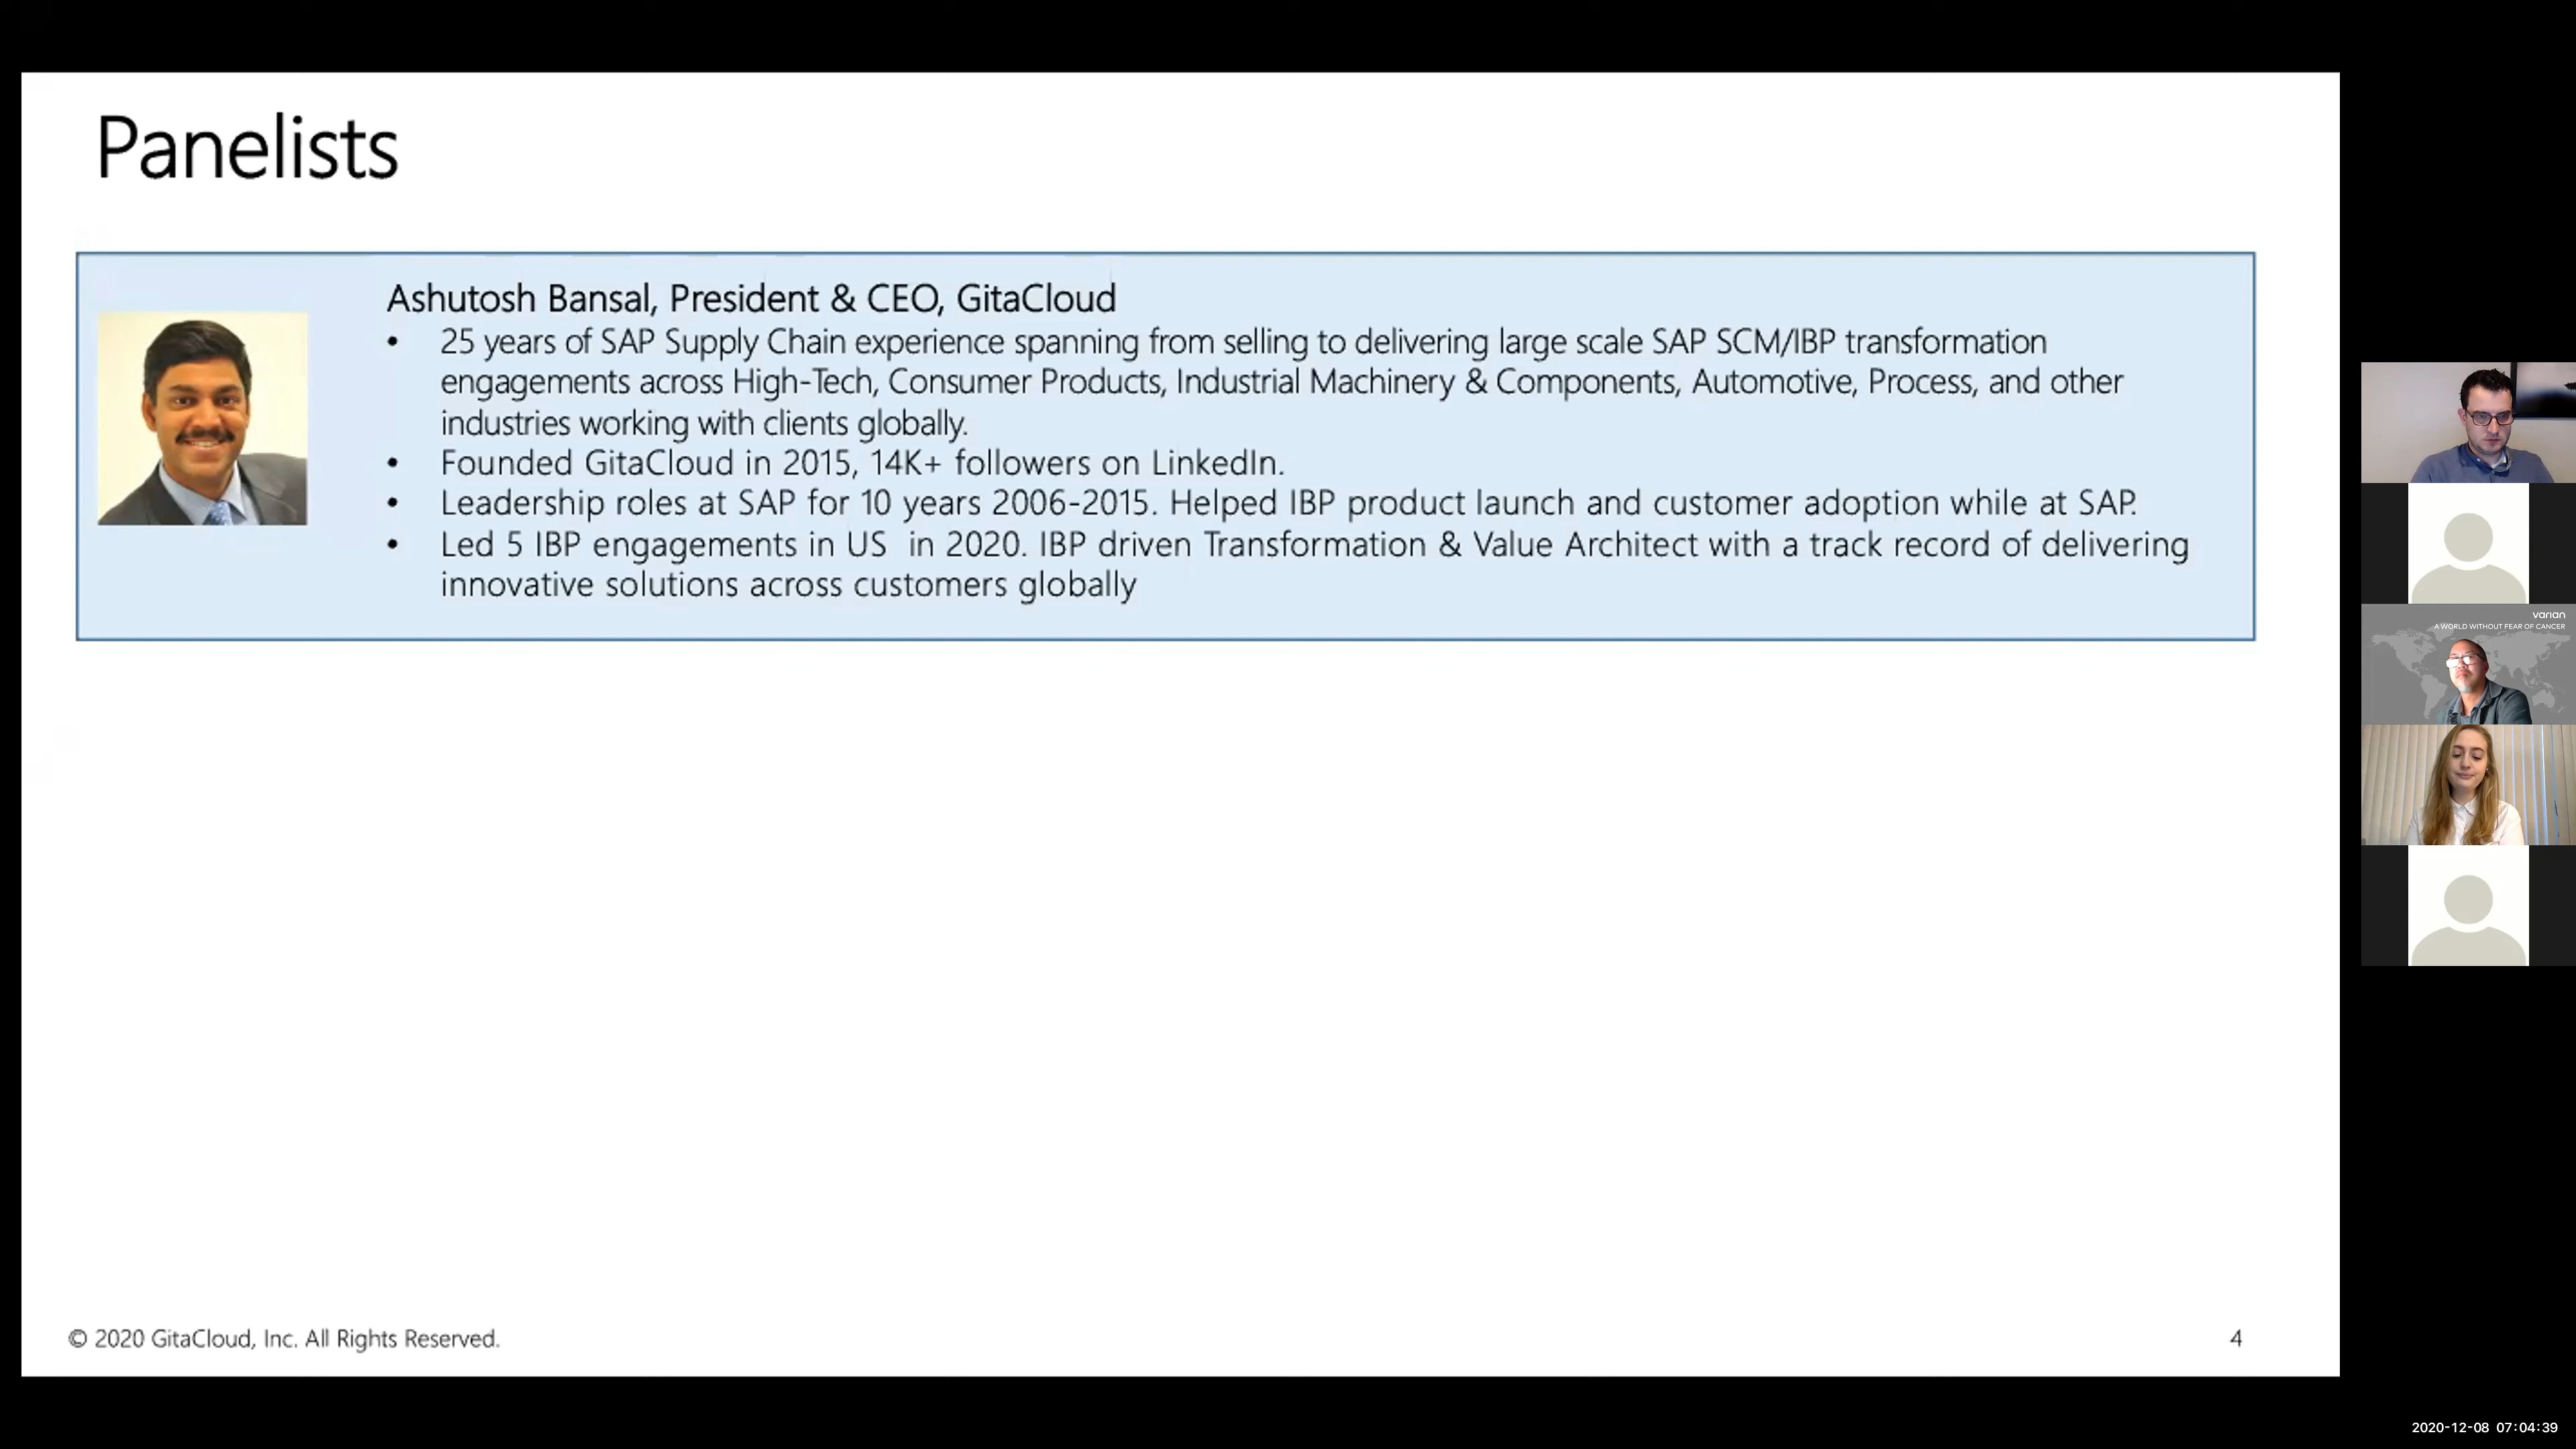 Panelists
Ashutosh Bansal, President & CEO, GitaCloud
• 25 years of SAP Supply Chain experience spanning from selling to delivering large scale SAP SCM/IBP transformation
engagements across High-Tech, Consumer Products, Industrial Machinery & Components, Automotive, Process, and other
industries working with clients globally.
• Founded GitaCloud in 2015, 14K+ followers on LinkedIn.
• Leadership roles at SAP for 10 years 2006-2015. Helped IBP product launch and customer adoption while at SAP.
• Led 5 IBP engagements in US in 2020. IBP driven Transformation & Value Architect with a track record of delivering
innovative solutions across customers globally
varian
A WORLD WITHOUT FEAR OF CANCER
© 2020 GitaCloud, Inc. All Rights Reserved.
4
2020-12-08 07:04:39